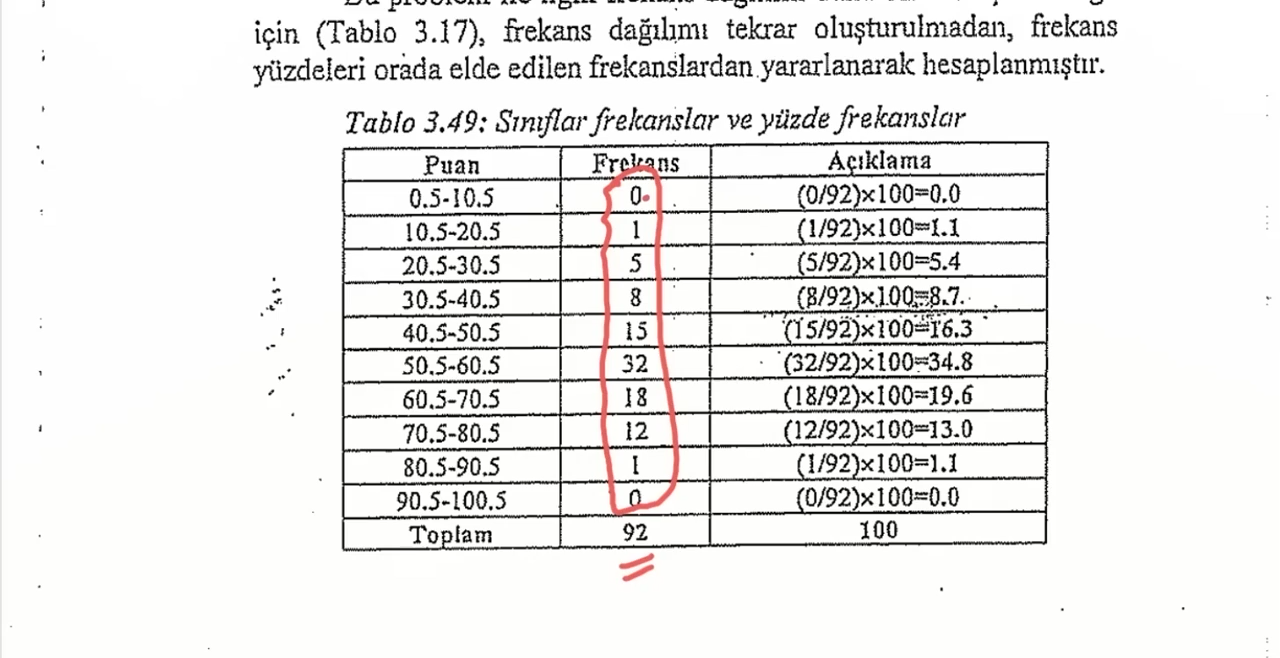 için (Tablo 3.17), frekans dağılımı tekrar oluşturulmadan, frekans
yüzdeleri orada elde edilen frekanslardan yararlanarak hesaplanmıştır.
Tablo 3.49: Sınıflar frekanslar ve yüzde frekanslar
Puan Frekans Açıklama
0.5-10.5 0 (0/92)×100=0.0
10.5-20.5 1 (1/92)×100=1.1
20.5-30.5 5 (5/92)×100=5.4
30.5-40.5 8 (8/92)×100=8.7
40.5-50.5 15 (15/92)×100=16.3
50.5-60.5 32 (32/92)×100=34.8
60.5-70.5 18 (18/92)×100=19.6
70.5-80.5 12 (12/92)×100=13.0
80.5-90.5 1 (1/92)×100=1.1
90.5-100.5 0 (0/92)×100=0.0
Toplam 92 100